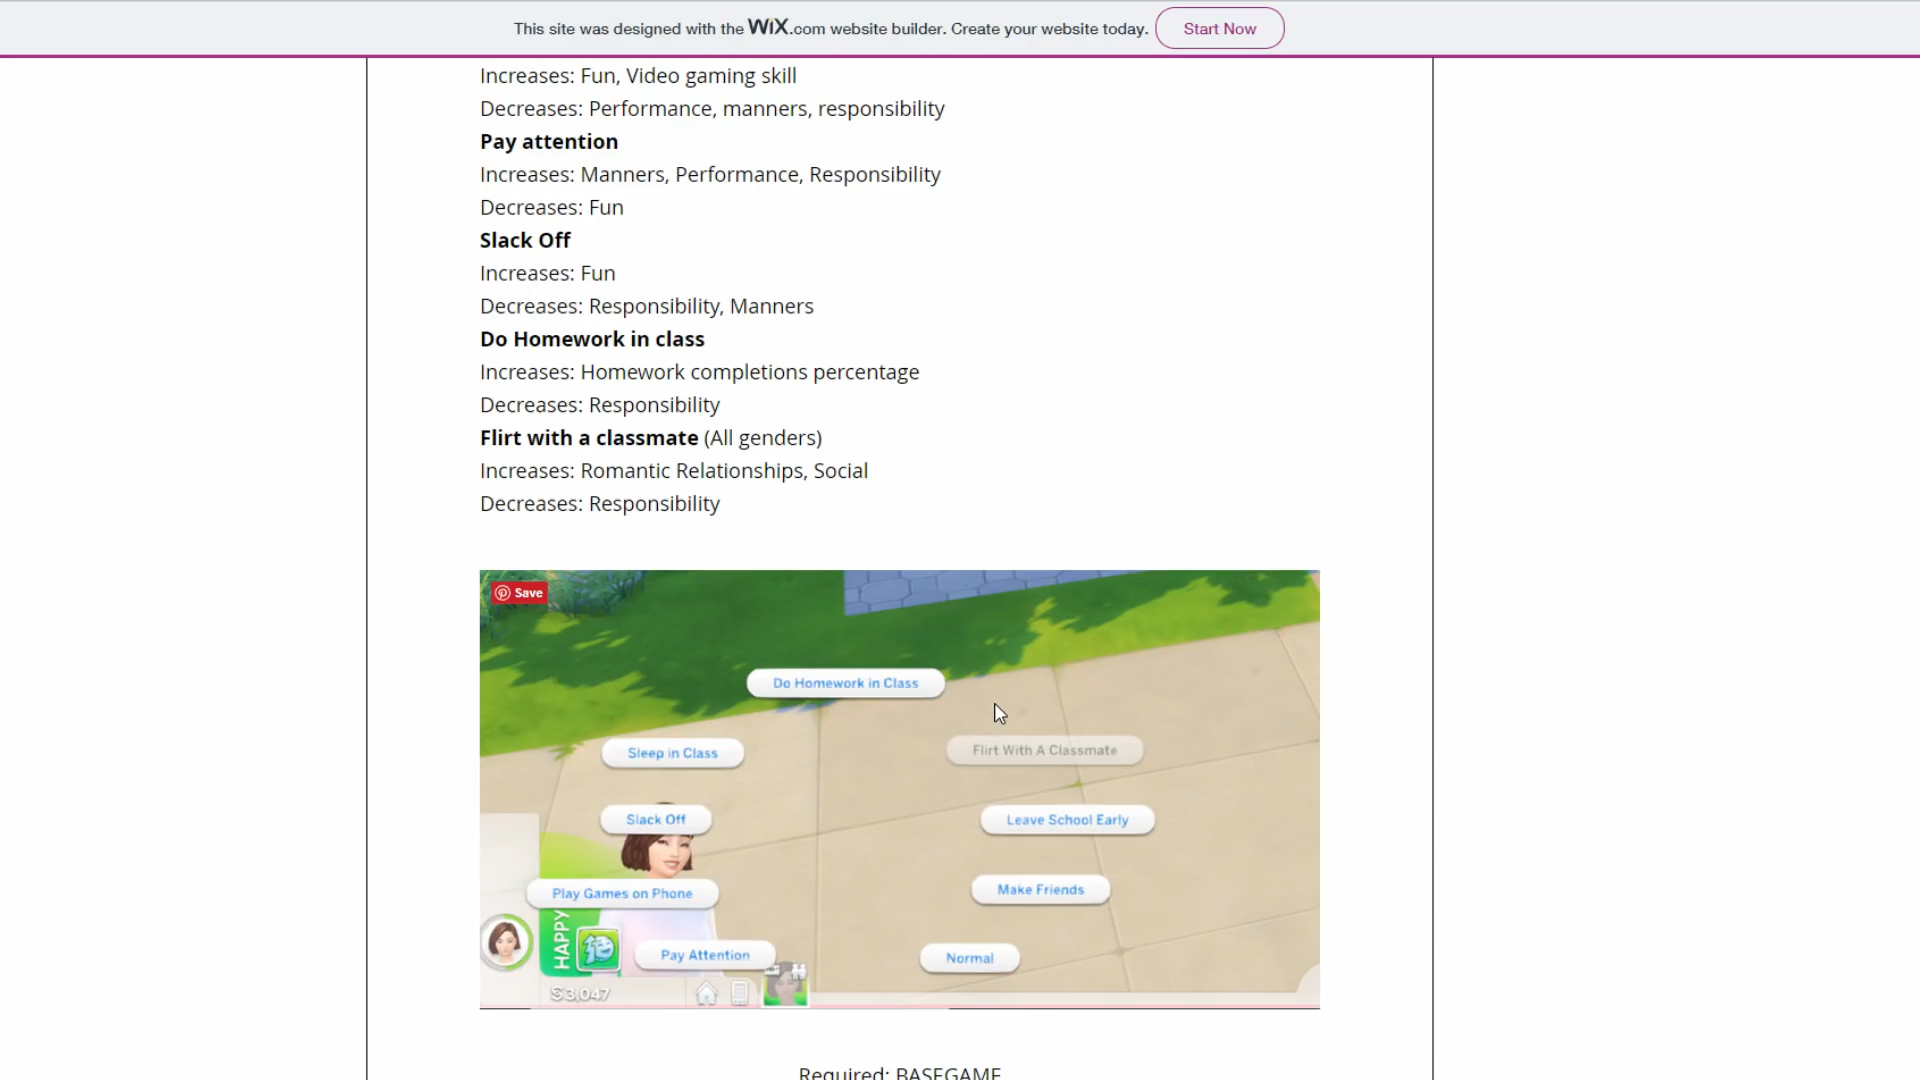 This site was designed with the WiX.com website builder. Create your website today. Start Now
Increases: Fun, Video gaming skill
Decreases: Performance, manners, responsibility
Pay attention
Increases: Manners, Performance, Responsibility
Decreases: Fun
Slack Off
Increases: Fun
Decreases: Responsibility, Manners
Do Homework in class
Increases: Homework completions percentage
Decreases: Responsibility
Flirt with a classmate (All genders)
Increases: Romantic Relationships, Social
Decreases: Responsibility
Save
Do Homework in Class
Sleep in Class
Flirt With A Classmate
Slack Off
Leave School Early
Play Games on Phone
Make Friends
HAPPY
Pay Attention
Normal
§3,047
Required: BASEGAME